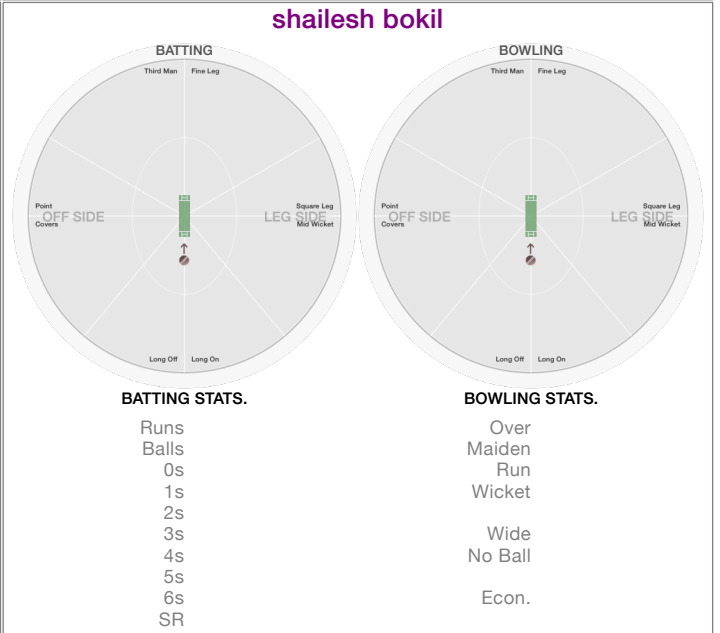 shailesh bokil
BATTING
Third Man Fine Leg
Point
OFF SIDE
Covers
Square Leg
LEG SIDE
Mid Wicket
Long Off Long On
BOWLING
Third Man Fine Leg
Point
OFF SIDE
Covers
Square Leg
LEG SIDE
Mid Wicket
Long Off Long On
BATTING STATS.
Runs
Balls
0s
1s
2s
3s
4s
5s
6s
SR
BOWLING STATS.
Over
Maiden
Run
Wicket
Wide
No Ball
Econ.